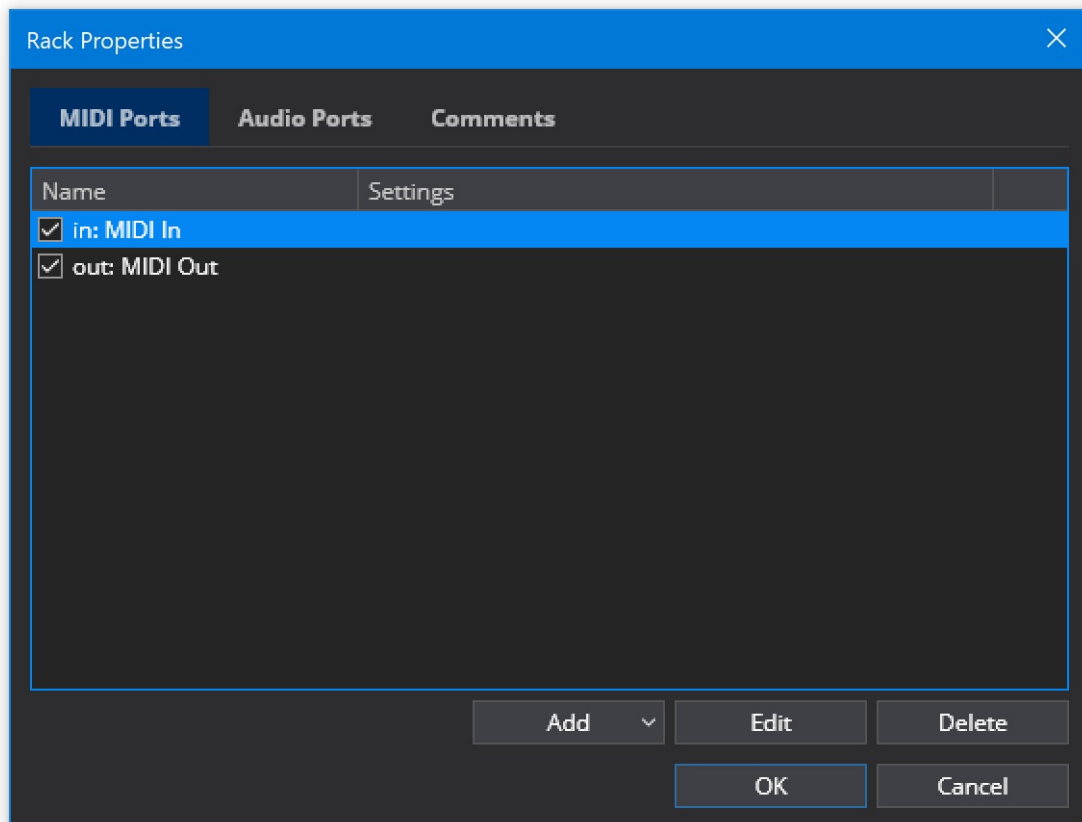 Rack Properties
MIDI Ports Audio Ports Comments
Name Settings
in: MIDI In
out: MIDI Out
Add Edit Delete
OK Cancel